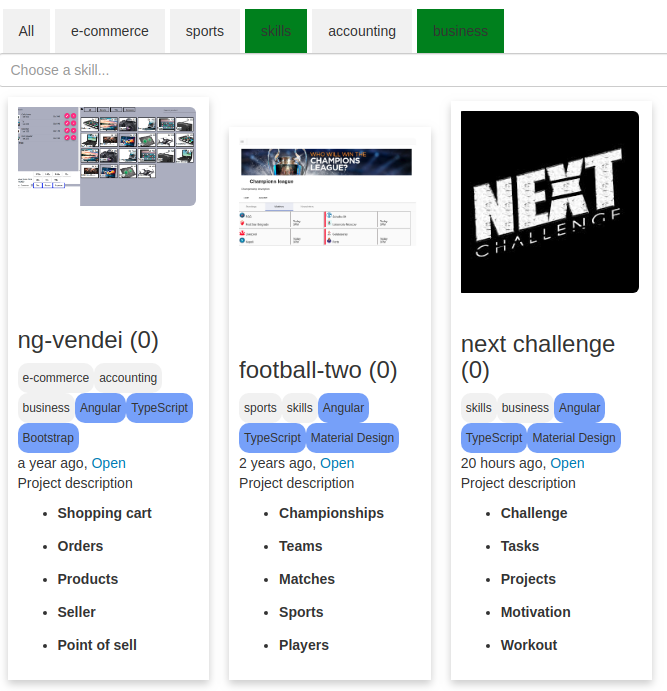 All e-commerce sports skills accounting business
Choose a skill...
WHO WILL WIN THE
CHAMPIONS
LEAGUE?
Champions league
NEXT
CHALLENGE
ng-vendei (0)
e-commerce accounting
business Angular TypeScript
Bootstrap
a year ago, Open
Project description
Shopping cart
Orders
Products
Seller
Point of sell
football-two (0)
sports skills Angular
TypeScript Material Design
2 years ago, Open
Project description
Championships
Teams
Matches
Sports
Players
next challenge
(0)
skills business Angular
TypeScript Material Design
20 hours ago, Open
Project description
Challenge
Tasks
Projects
Motivation
Workout